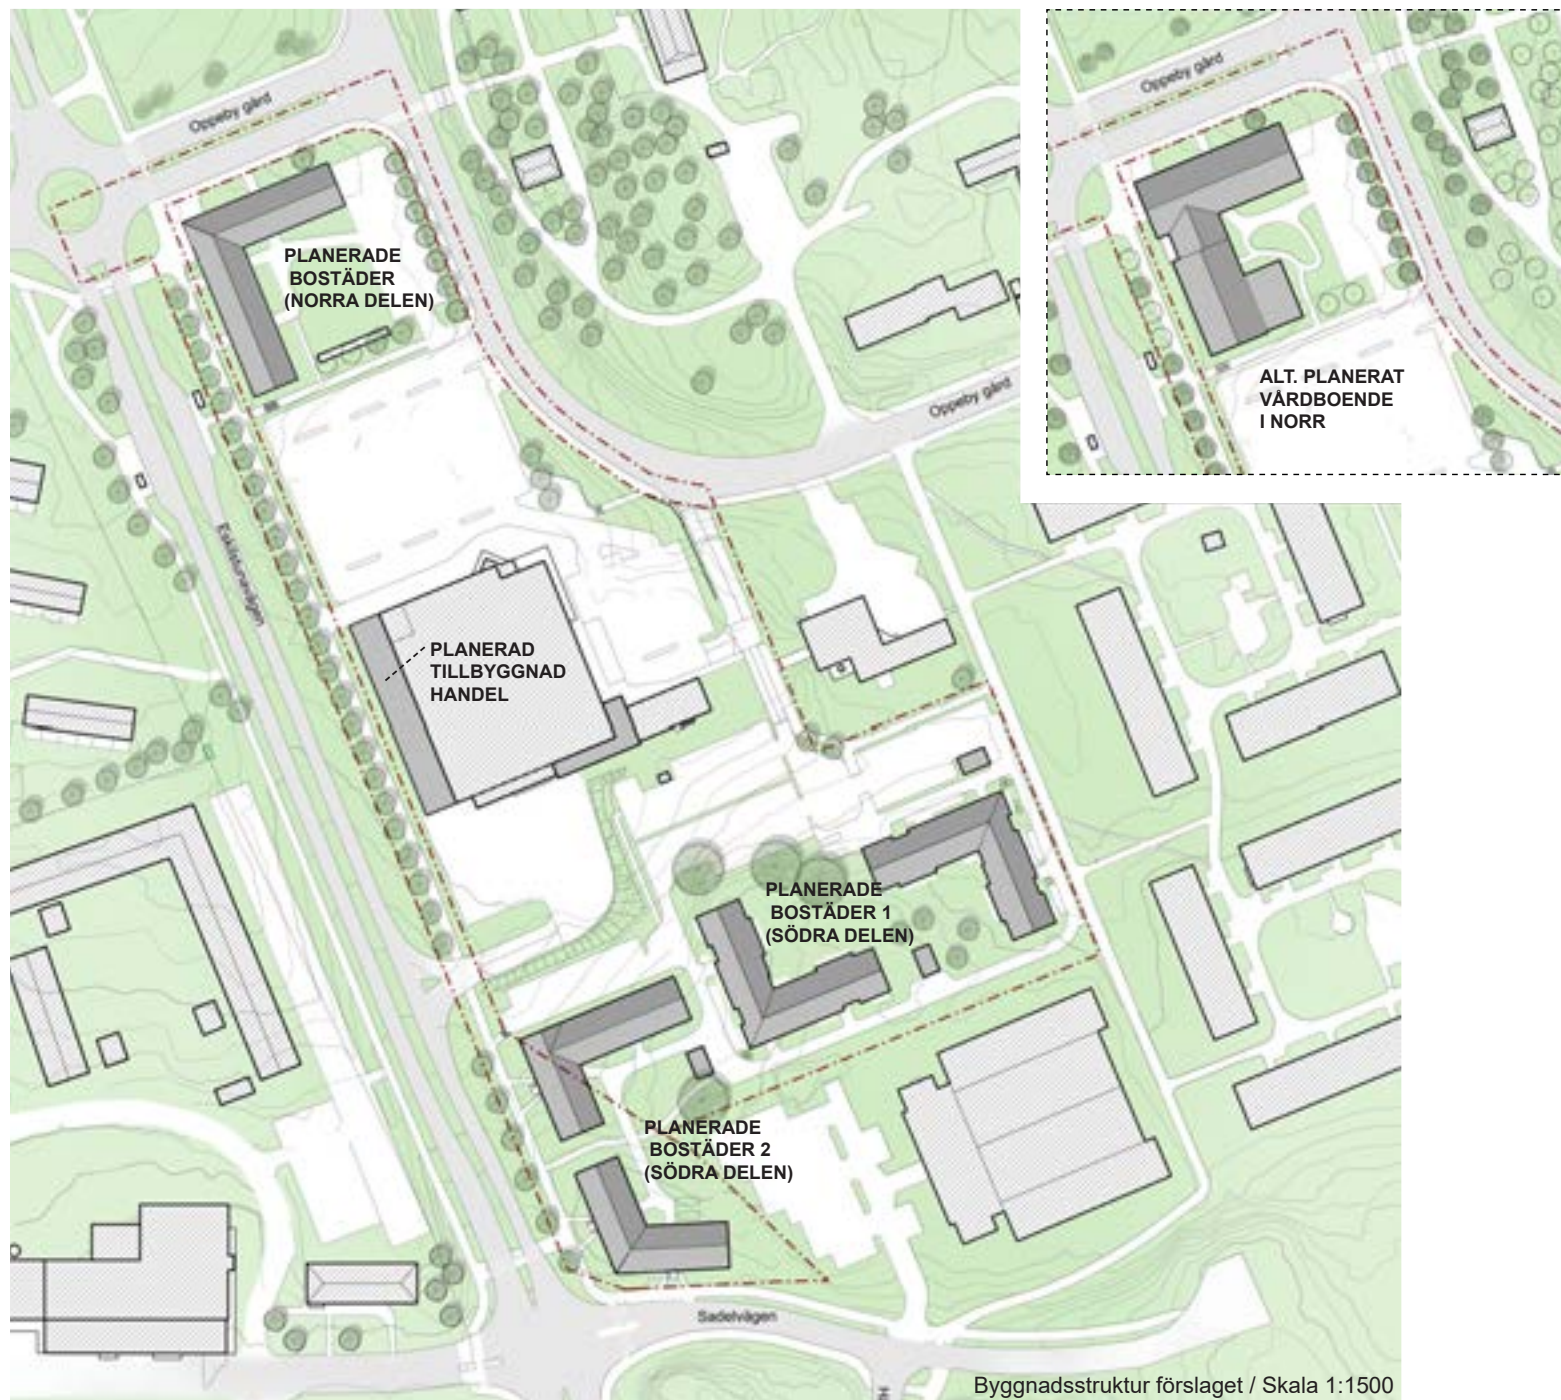 Oppeby gård
Oppeby gård
PLANERADE
BOSTÄDER
(NORRA DELEN)
ALT. PLANERAT
VÅRDBOENDE
I NORR
Oppeby gård
Eskilstunavägen
PLANERAD
TILLBYGGNAD
HANDEL
PLANERADE
BOSTÄDER 1
(SÖDRA DELEN)
PLANERADE
BOSTÄDER 2
(SÖDRA DELEN)
Sadelvägen
Byggnadsstruktur förslaget / Skala 1:1500